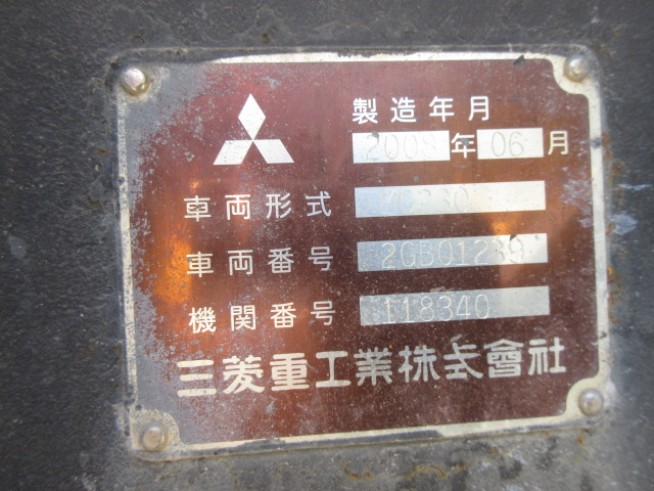 製造年月
2008年06月
車両形式
車両番号 2GB01239
機関番号 118340
三菱重工業株式會社